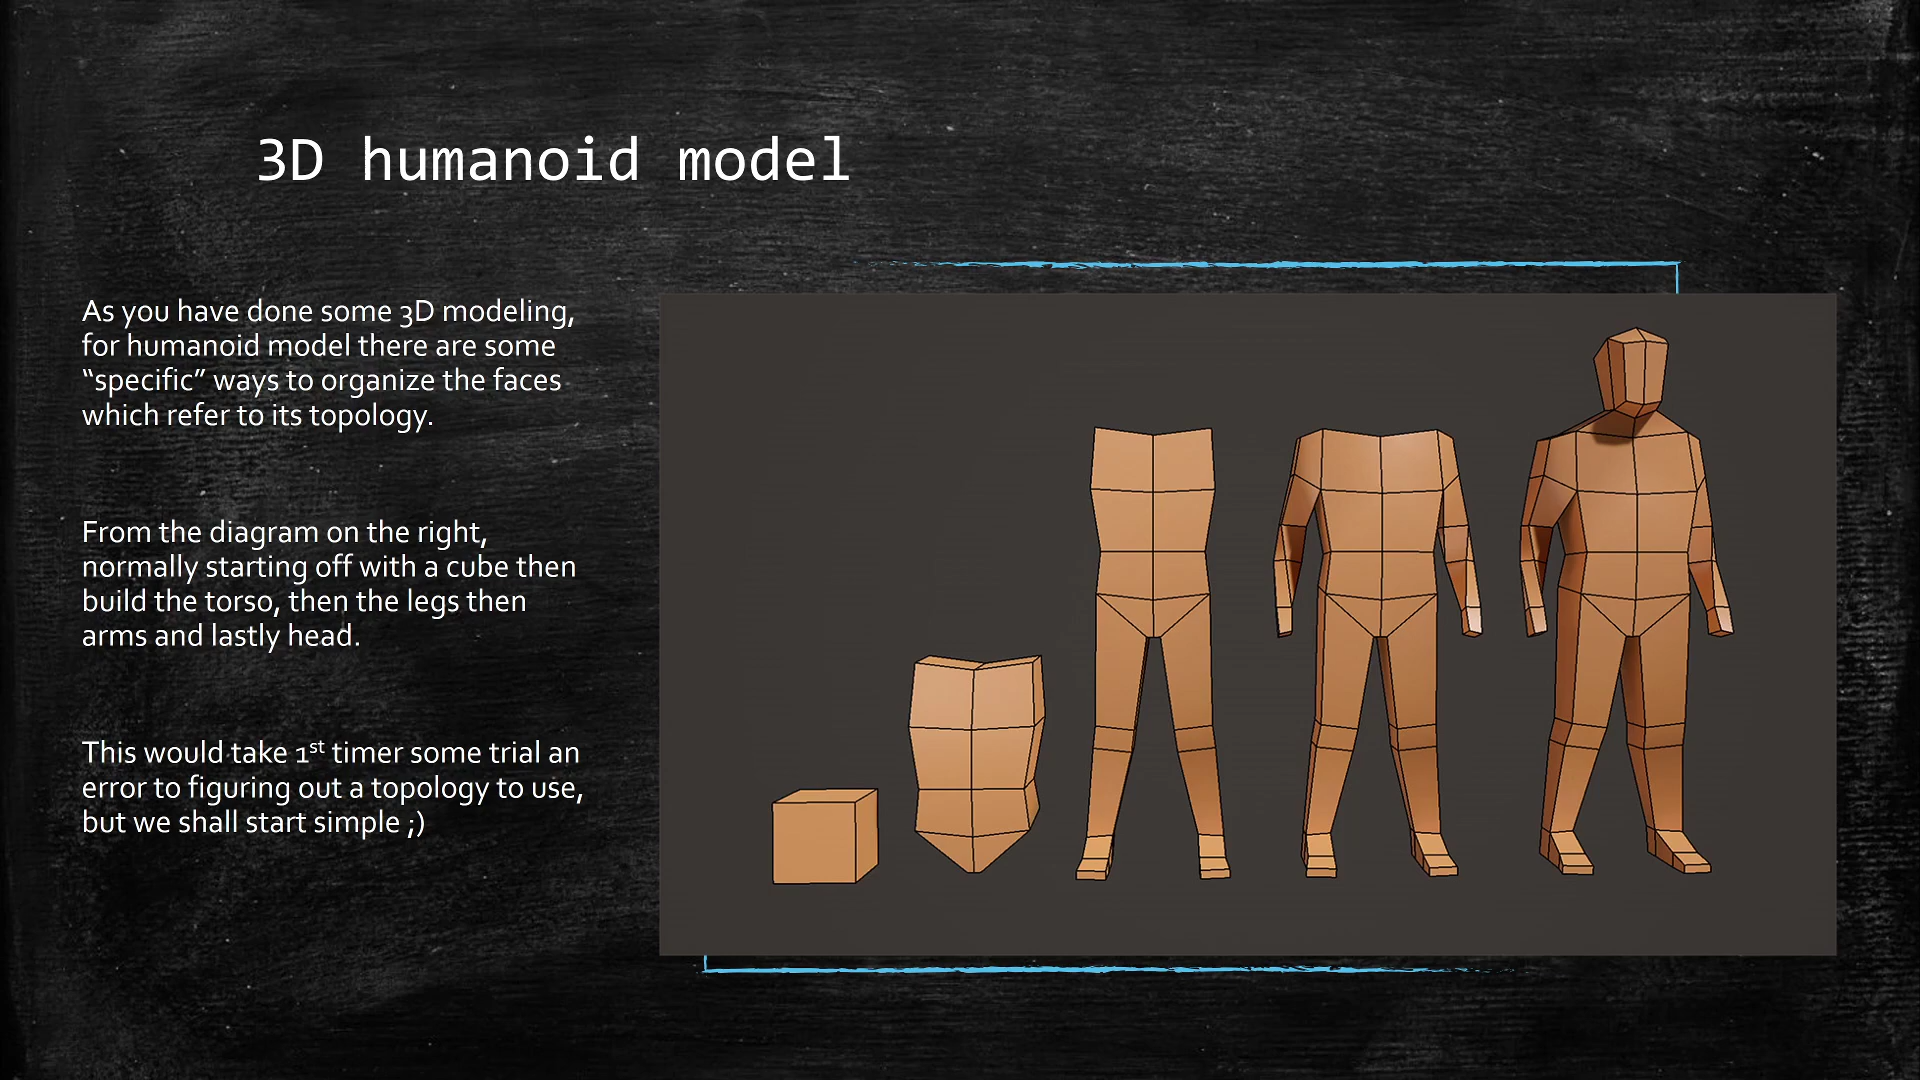 3D humanoid model
As you have done some 3D modeling,
for humanoid model there are some
“specific” ways to organize the faces
which refer to its topology.
From the diagram on the right,
normally starting off with a cube then
build the torso, then the legs then
arms and lastly head.
This would take 1st timer some trial an
error to figuring out a topology to use,
but we shall start simple ;)